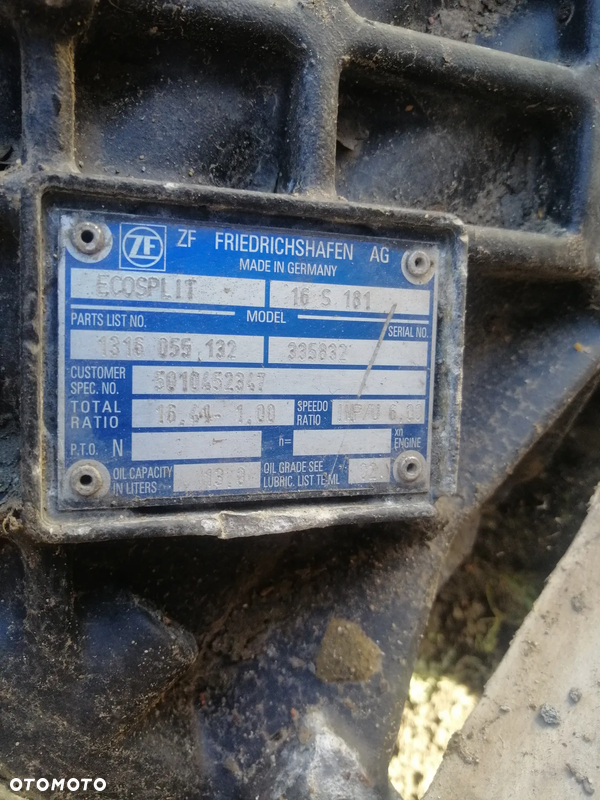 ZF ZF FRIEDRICHSHAFEN AG
MADE IN GERMANY
ECOSPLIT 16 S 181
PARTS LIST NO. MODEL SERIAL NO.
1316 055 132 335832
CUSTOMER SPEC. NO. 5010452347
TOTAL RATIO 16,41- 1,00 SPEEDO RATIO 6.0
P.T.O. N n= xn ENGINE
OIL CAPACITY IN LITERS OIL GRADE SEE LUBRIC. LIST TE-ML
OTOMOTO